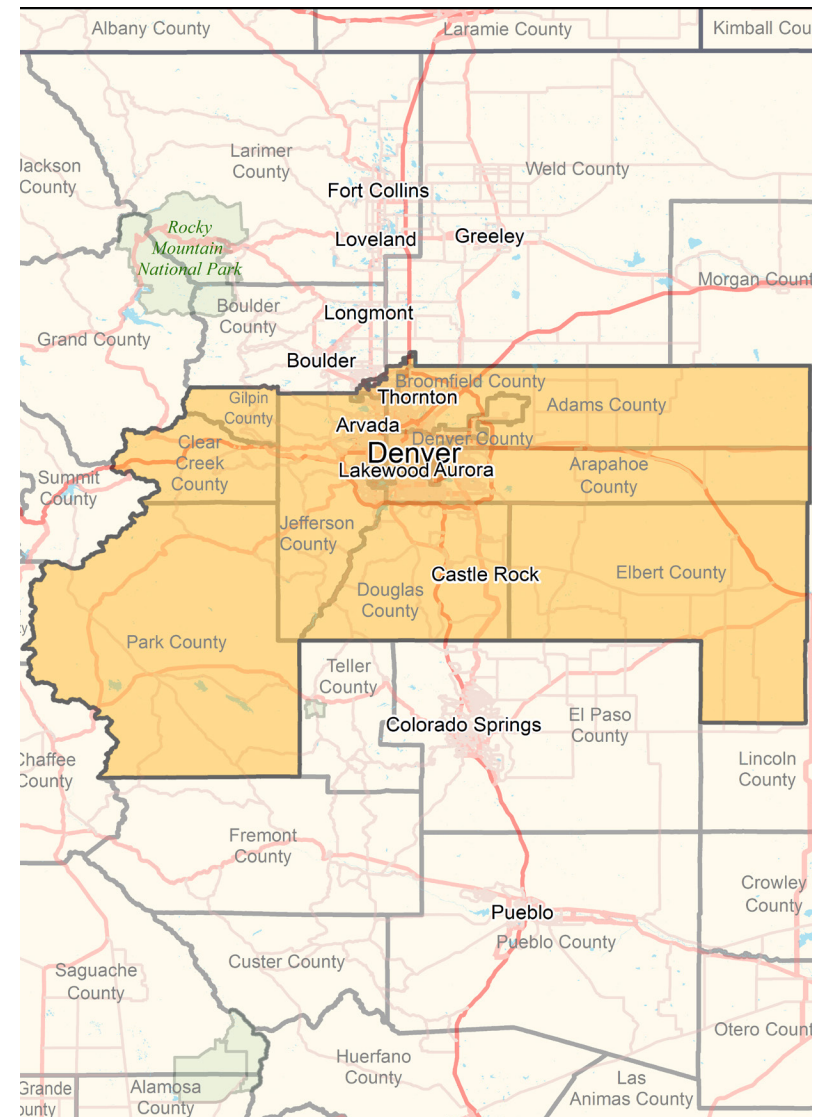 Albany County
Laramie County
Kimball Cou
Larimer
County
Jackson
County
Weld County
Fort Collins
Rocky
Mountain
National Park
Loveland
Greeley
Morgan Count
Boulder
County
Longmont
Grand County
Boulder
Broomfield County
Thornton
Gilpin
County
Adams County
Arvada
Denver County
Clear
Creek
County
Denver
Lakewood
Aurora
Arapahoe
County
Summit
County
Jefferson
County
Castle Rock
Elbert County
Douglas
County
Park County
Teller
County
Colorado Springs
El Paso
County
Chaffee
County
Lincoln
County
Fremont
County
Crowley
County
Pueblo
Pueblo County
Custer County
Saguache
County
Otero Count
Huerfano
County
Las
Animas County
Grande
ounty
Alamosa
County